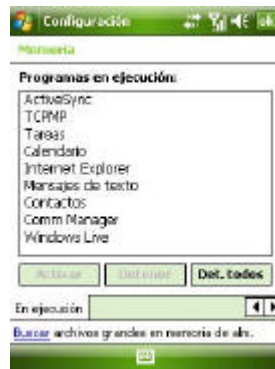 Configuración ok
Memoria
Programas en ejecución:
ActiveSync
TCPMP
Tareas
Calendario
Internet Explorer
Mensajes de texto
Contactos
Comm Manager
Windows Live
Activar Detener Det. todos
En ejecución
Buscar archivos grandes en memoria de alm.